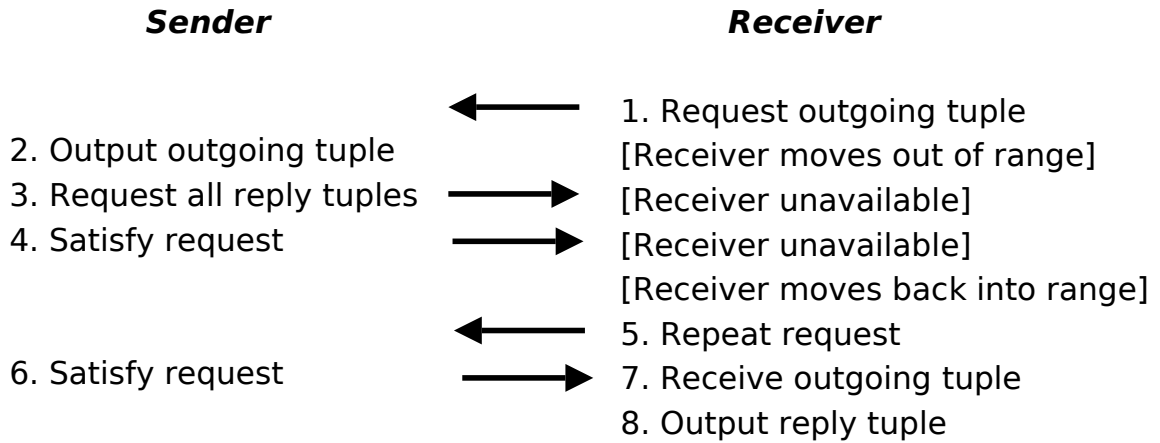 Sender Receiver
1. Request outgoing tuple
2. Output outgoing tuple [Receiver moves out of range]
3. Request all reply tuples [Receiver unavailable]
4. Satisfy request [Receiver unavailable]
[Receiver moves back into range]
5. Repeat request
6. Satisfy request 7. Receive outgoing tuple
8. Output reply tuple